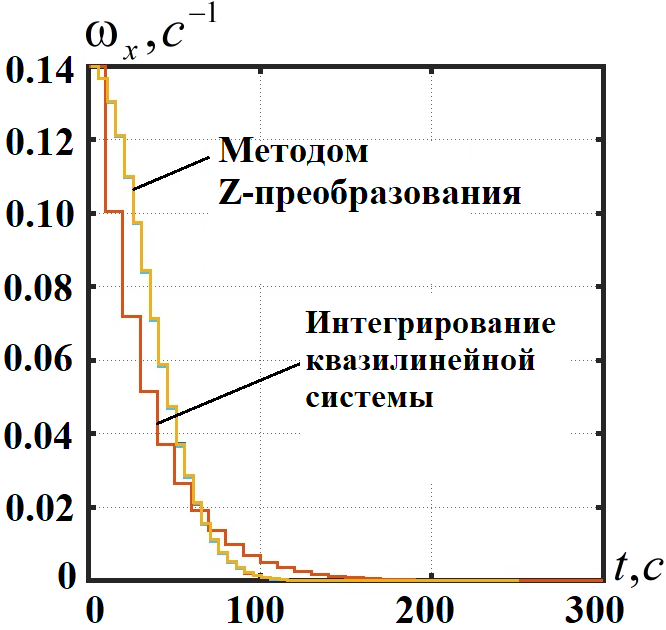 ωₓ, c⁻¹
0.14
0.12
Методом
Z-преобразования
0.10
0.08
Интегрирование
квазилинейной
системы
0.06
0.04
0.02
0
t, c
0 100 200 300